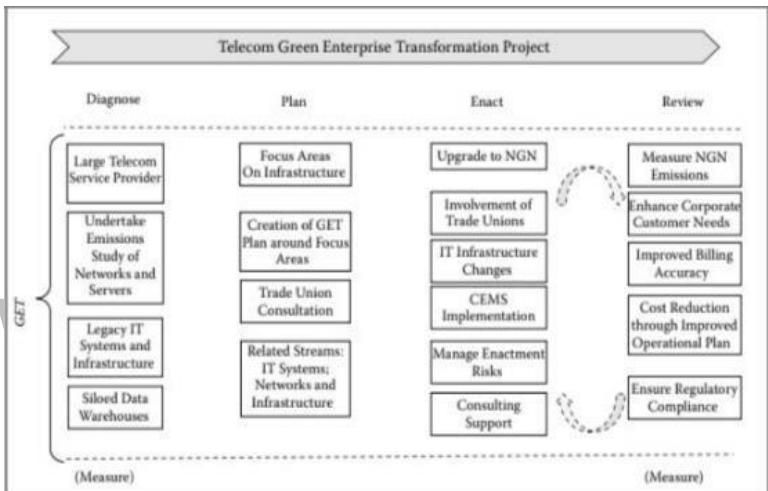 Telecom Green Enterprise Transformation Project
Diagnose
Plan
Enact
Review
GET
Large Telecom
Service Provider
Undertake
Emissions
Study of
Networks and
Servers
Legacy IT
Systems and
Infrastructure
Siloed Data
Warehouses
Focus Areas
On Infrastructure
Creation of GET
Plan around Focus
Areas
Trade Union
Consultation
Related Streams:
IT Systems;
Networks and
Infrastructure
Upgrade to NGN
Involvement of
Trade Unions
IT Infrastructure
Changes
CEMS
Implementation
Manage Enactment
Risks
Consulting
Support
Measure NGN
Emissions
Enhance Corporate
Customer Needs
Improved Billing
Accuracy
Cost Reduction
through Improved
Operational Plan
Ensure Regulatory
Compliance
(Measure)
(Measure)